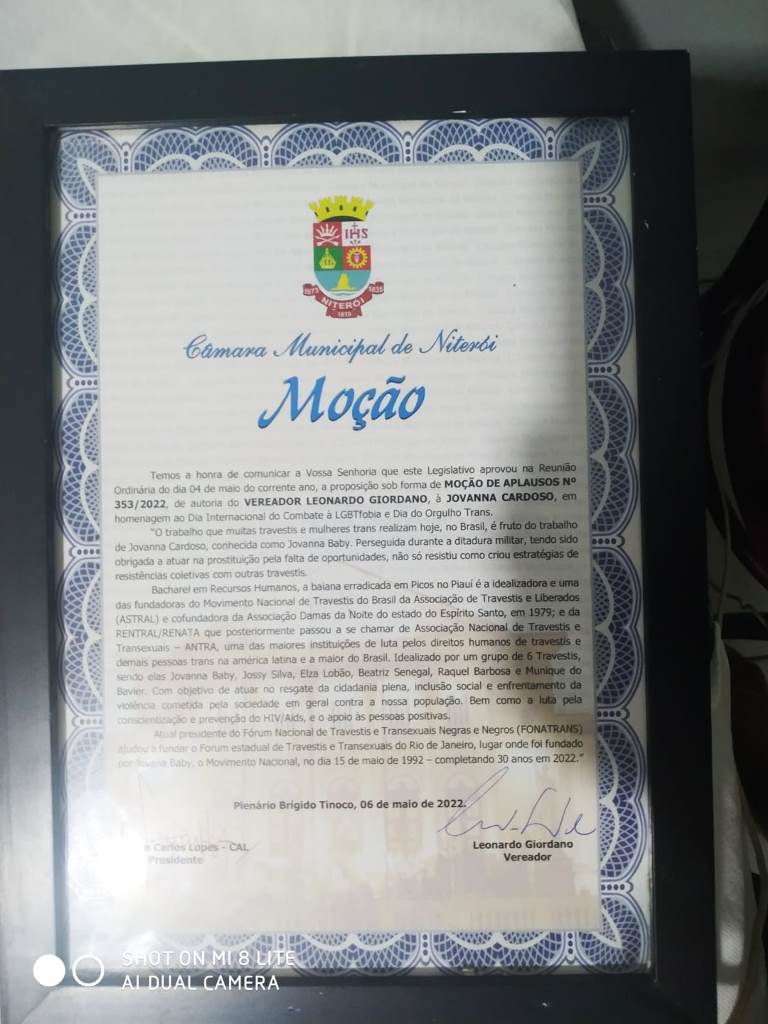 IHS
1573 1835
NITERÓI
1819
Câmara Municipal de Niterói
Moção
Temos a honra de comunicar a Vossa Senhoria que este Legislativo aprovou na Reunião
Ordinária do dia 04 de maio do corrente ano, a proposição sob forma de MOÇÃO DE APLAUSOS Nº
353/2022, de autoria do VEREADOR LEONARDO GIORDANO, à JOVANNA CARDOSO, em
homenagem ao Dia Internacional do Combate à LGBTfobia e Dia do Orgulho Trans.
"O trabalho que muitas travestis e mulheres trans realizam hoje, no Brasil, é fruto do trabalho
de Jovanna Cardoso, conhecida como Jovanna Baby. Perseguida durante a ditadura militar, tendo sido
obrigada a atuar na prostituição pela falta de oportunidades, não só resistiu como criou estratégias de
resistências coletivas com outras travestis.
Bacharel em Recursos Humanos, a baiana erradicada em Picos no Piauí é a idealizadora e uma
das fundadoras do Movimento Nacional de Travestis do Brasil da Associação de Travestis e Liberados
(ASTRAL) e cofundadora da Associação Damas da Noite do estado do Espírito Santo, em 1979; e da
RENTRAL/RENATA que posteriormente passou a se chamar de Associação Nacional de Travestis e
Transexuais – ANTRA, uma das maiores instituições de luta pelos direitos humanos de travestis e
demais pessoas trans na américa latina e a maior do Brasil. Idealizado por um grupo de 6 Travestis,
sendo elas Jovanna Baby, Jossy Silva, Elza Lobão, Beatriz Senegal, Raquel Barbosa e Munique do
Bavier. Com objetivo de atuar no resgate da cidadania plena, inclusão social e enfrentamento da
violência cometida pela sociedade em geral contra a nossa população. Bem como a luta pela
conscientização e prevenção do HIV/Aids, e o apoio às pessoas positivas.
Atual presidente do Fórum Nacional de Travestis e Transexuais Negras e Negros (FONATRANS)
ajudou a fundar o Forum estadual de Travestis e Transexuais do Rio de Janeiro, lugar onde foi fundado
por Jovana Baby, o Movimento Nacional, no dia 15 de maio de 1992 – completando 30 anos em 2022."
Plenário Brígido Tinoco, 06 de maio de 2022.
Carlos Lopes - CAL
Presidente
Leonardo Giordano
Vereador
SHOT ON MI 8 LITE
AI DUAL CAMERA